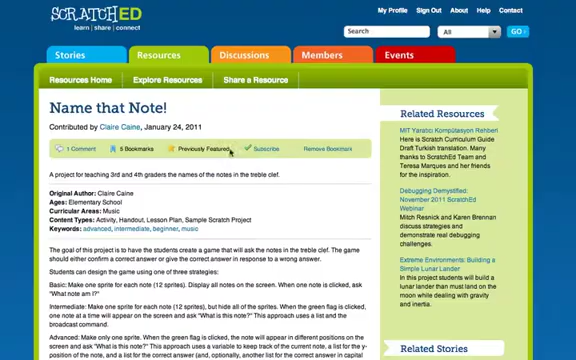 SCRATCHED
learn | share | connect
My Profile Sign Out About Help Contact
Search All GO ›
Stories Resources Discussions Members Events
Resources Home Explore Resources Share a Resource
Name that Note!
Contributed by Claire Caine, January 24, 2011
1 Comment 5 Bookmarks Previously Featured Subscribe Remove Bookmark
A project for teaching 3rd and 4th graders the names of the notes in the treble clef.
Original Author: Claire Caine
Ages: Elementary School
Curricular Areas: Music
Content Types: Activity, Handout, Lesson Plan, Sample Scratch Project
Keywords: advanced, intermediate, beginner, music
The goal of this project is to have the students create a game that will ask the notes in the treble clef. The game
should either confirm a correct answer or give the correct answer in response to a wrong answer.
Students can design the game using one of three strategies:
Basic: Make one sprite for each note (12 sprites). Display all notes on the screen. When one note is clicked, ask
"What note am I?"
Intermediate: Make one sprite for each note (12 sprites), but hide all of the sprites. When the green flag is clicked,
one note at a time will appear on the screen and ask "What is this note?" This project uses a list and the
broadcast command.
Advanced: Make only one sprite. When the green flag is clicked, the note will appear in different positions on the
screen and ask "What is this note?" This approach uses a variable to keep track of the current note, a list for the y-
position of the note, and a list for the correct answer (and, optionally, another list for the correct answer in capital
Related Resources
MIT Yaratıcı Kompütasyon Rehberi
ScratchEd Team and Teresa Marques
Scratch Curriculum Guide
Draft Turkish translation. Many
thanks to ScratchEd Team and
Teresa Marques and Karen Brennan
for the inspiration.
Debugging Demystified:
November 2011 ScratchEd
Webinar
Mitch Resnick and Karen Brennan
discuss strategies and
demonstrate real debugging
challenges.
Extreme Environments: Building a
Simple Lunar Lander
In this project students will build a
lunar lander than must land on the
moon while dealing with gravity
and inertia.
Related Stories